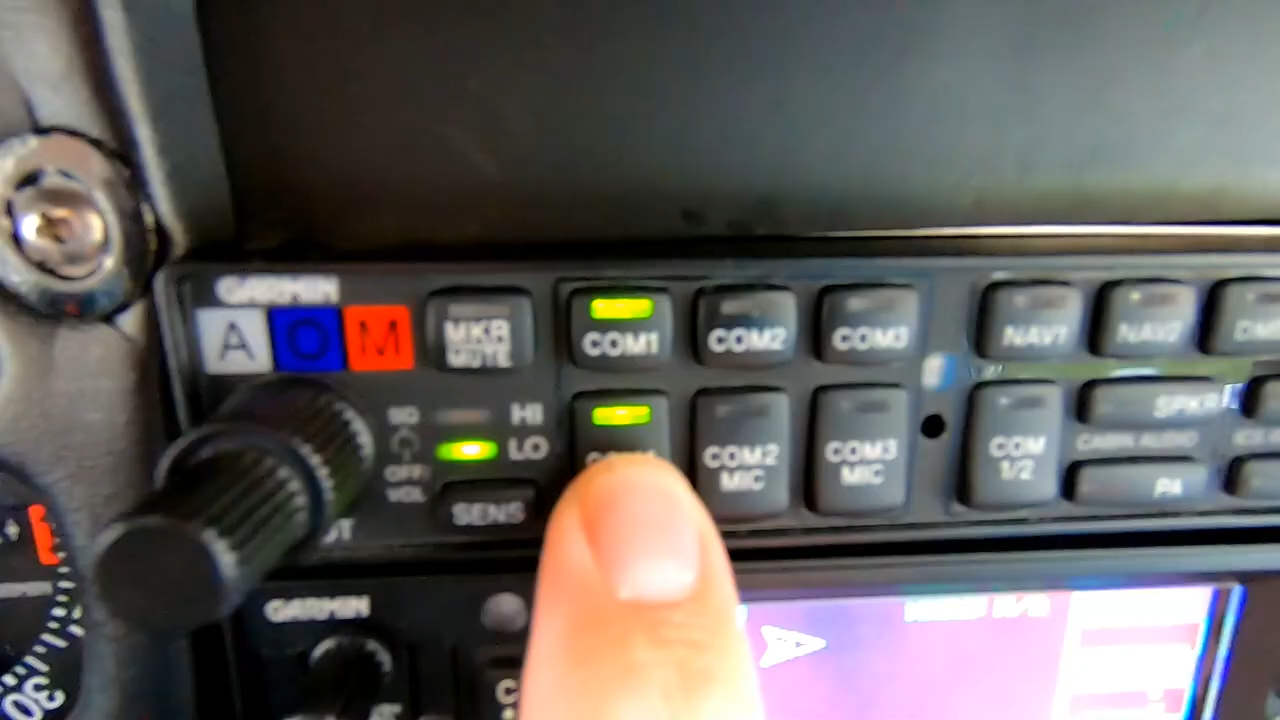 GARMIN
A O M
MKR
MUTE
COM1
COM2
COM3
NAV1
NAV2
SQ
HI
LO
OFF/
VOL
SENS
COM2
MIC
COM3
MIC
COM
1/2
SPKR
CABIN AUDIO
PA
GARMIN
30